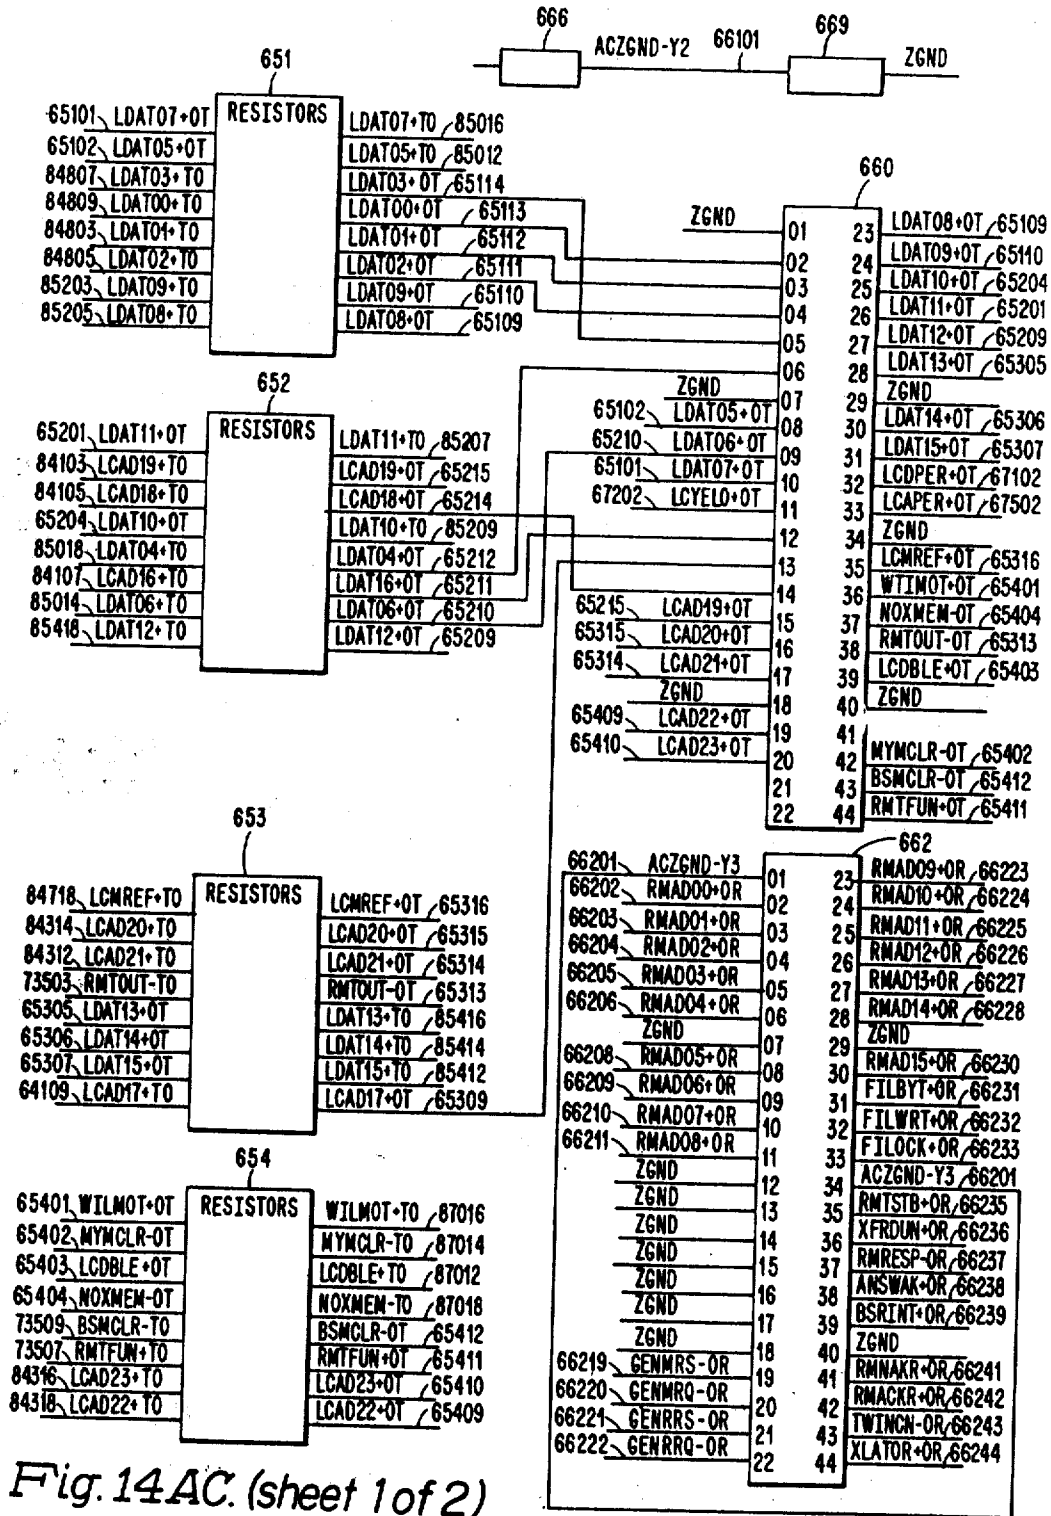 666 ACZGND-Y2 66101 669 ZGND
651
RESISTORS
65101 LDAT07+OT
65102 LDAT05+OT
84807 LDAT03+TO
84809 LDAT00+TO
84803 LDAT01+TO
84805 LDAT02+TO
85203 LDAT09+TO
85205 LDAT08+TO
LDAT07+TO 85016
LDAT05+TO 85012
LDAT03+OT 65114
LDAT00+OT 65113
LDAT01+OT 65112
LDAT02+OT 65111
LDAT09+OT 65110
LDAT08+OT 65109
652
RESISTORS
65201 LDAT11+OT
84103 LCAD19+TO
84105 LCAD18+TO
65204 LDAT10+OT
85018 LDAT04+TO
84107 LCAD16+TO
85014 LDAT06+TO
85418 LDAT12+TO
LDAT11+TO 85207
LCAD19+OT 65215
LCAD18+OT 65214
LDAT10+TO 85209
LDAT04+OT 65212
LDAT16+OT 65211
LDAT06+OT 65210
LDAT12+OT 65209
653
RESISTORS
84718 LCMREF+TO
84314 LCAD20+TO
84312 LCAD21+TO
73503 RMTOUT-TO
65305 LDAT13+OT
65306 LDAT14+OT
65307 LDAT15+OT
64109 LCAD17+TO
LCMREF+OT 65316
LCAD20+OT 65315
LCAD21+OT 65314
RMTOUT-OT 65313
LDAT13+TO 85416
LDAT14+TO 85414
LDAT15+TO 85412
LCAD17+OT 65309
654
RESISTORS
65401 WILMOT+OT
65402 MYMCLR-OT
65403 LCDBLE+OT
65404 NOXMEM-OT
73509 BSMCLR-TO
73507 RMTFUN+TO
84316 LCAD23+TO
84318 LCAD22+TO
WILMOT+TO 87016
MYMCLR-TO 87014
LCDBLE+TO 87012
NOXMEM-TO 87018
BSMCLR-OT 65412
RMTFUN+OT 65411
LCAD23+OT 65410
LCAD22+OT 65409
660
ZGND 01
02
03
04
05
06
ZGND 07
65102 LDAT05+OT 08
65210 LDAT06+OT 09
65101 LDAT07+OT 10
67202 LCYELO+OT 11
12
13
14
65215 LCAD19+OT 15
65315 LCAD20+OT 16
65314 LCAD21+OT 17
ZGND 18
65409 LCAD22+OT 19
65410 LCAD23+OT 20
21
22
23 LDAT08+OT 65109
24 LDAT09+OT 65110
25 LDAT10+OT 65204
26 LDAT11+OT 65201
27 LDAT12+OT 65209
28 LDAT13+OT 65305
29 ZGND
30 LDAT14+OT 65306
31 LDAT15+OT 65307
32 LCDPER+OT 67102
33 LCAPER+OT 67502
34 ZGND
35 LCMREF+OT 65316
36 WTIMOT+OT 65401
37 NOXMEM-OT 65404
38 RMTOUT-OT 65313
39 LCDBLE+OT 65403
40 ZGND
41
42 MYMCLR-OT 65402
43 BSMCLR-OT 65412
44 RMTFUN+OT 65411
662
66201 ACZGND-Y3 01
66202 RMAD00+OR 02
66203 RMAD01+OR 03
66204 RMAD02+OR 04
66205 RMAD03+OR 05
66206 RMAD04+OR 06
ZGND 07
66208 RMAD05+OR 08
66209 RMAD06+OR 09
66210 RMAD07+OR 10
66211 RMAD08+OR 11
ZGND 12
ZGND 13
ZGND 14
ZGND 15
ZGND 16
ZGND 17
ZGND 18
66219 GENMRS-OR 19
66220 GENMRQ-OR 20
66221 GENRRS-OR 21
66222 GENRRQ-OR 22
23 RMAD09+OR 66223
24 RMAD10+OR 66224
25 RMAD11+OR 66225
26 RMAD12+OR 66226
27 RMAD13+OR 66227
28 RMAD14+OR 66228
29 ZGND
30 RMAD15+OR 66230
31 FILBYT+OR 66231
32 FILWRT+OR 66232
33 FILOCK+OR 66233
34 ACZGND-Y3 66201
35 RMTSTB+OR 66235
36 XFRDUN+OR 66236
37 RMRESP-OR 66237
38 ANSWAK+OR 66238
39 BSRINT+OR 66239
40 ZGND
41 RMNAKR+OR 66241
42 RMACKR+OR 66242
43 TWINCN-OR 66243
44 XLATOR+OR 66244
Fig. 14AC. (sheet 1 of 2)